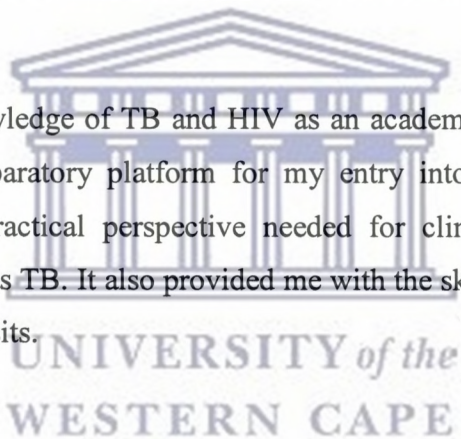 wledge of TB and HIV as an academ
paratory platform for my entry into
ractical perspective needed for clin
s TB. It also provided me with the sk
its.
UNIVERSITY of the
WESTERN CAPE